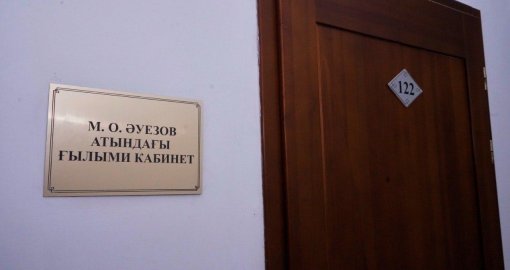 М. О. ӘУЕЗОВ
АТЫНДАҒЫ
ҒЫЛЫМИ КАБИНЕТ
122